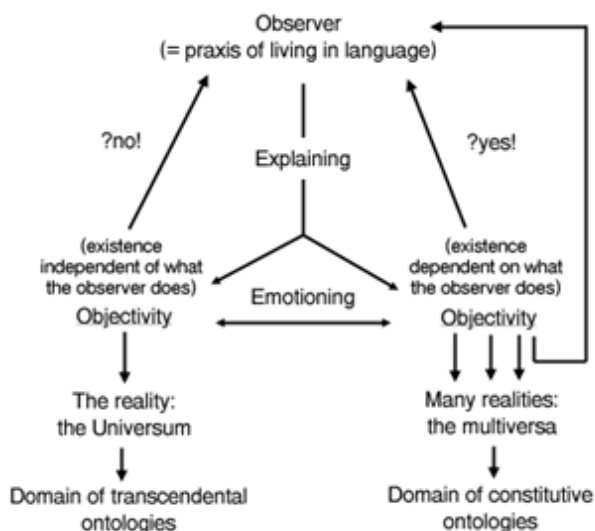 Observer
(= praxis of living in language)
?no!
?yes!
Explaining
(existence
independent of what
the observer does)
Objectivity
Emotioning
(existence
dependent on what
the observer does)
Objectivity
The reality:
the Universum
Many realities:
the multiversa
Domain of transcendental
ontologies
Domain of constitutive
ontologies